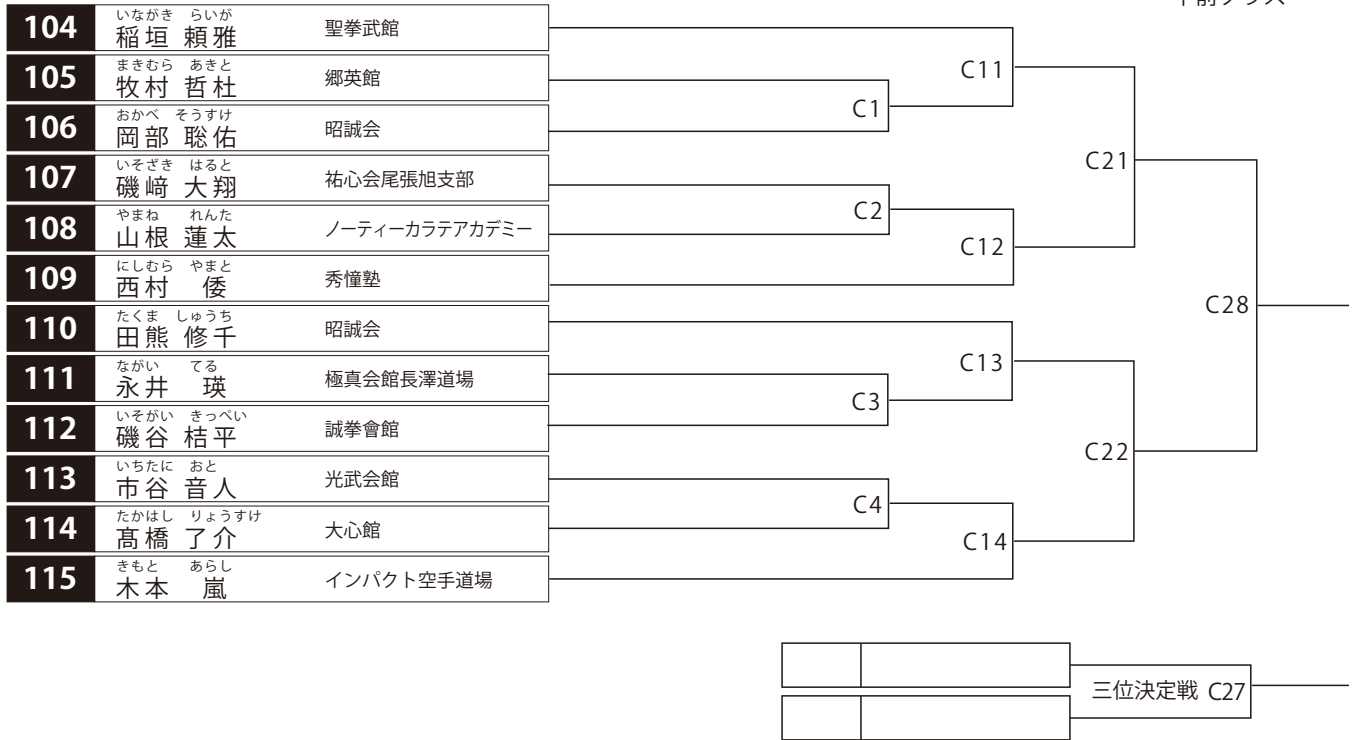 104 いながき らいが 稲垣 頼雅 聖拳武館
105 まきむら あきと 牧村 哲杜 郷英館
106 おかべ そうすけ 岡部 聡佑 昭誠会
107 いそざき はると 磯﨑 大翔 祐心会尾張旭支部
108 やまね れんた 山根 蓮太 ノーティーカラテアカデミー
109 にしむら やまと 西村 倭 秀憧塾
110 たくま しゅうち 田熊 修千 昭誠会
111 ながい てる 永井 瑛 極真会館長澤道場
112 いそがい きっぺい 磯谷 桔平 誠拳會館
113 いちたに おと 市谷 音人 光武会館
114 たかはし りょうすけ 髙橋 了介 大心館
115 きもと あらし 木本 嵐 インパクト空手道場
C11
C1
C21
C2
C12
C28
C13
C3
C22
C4
C14
三位決定戦 C27